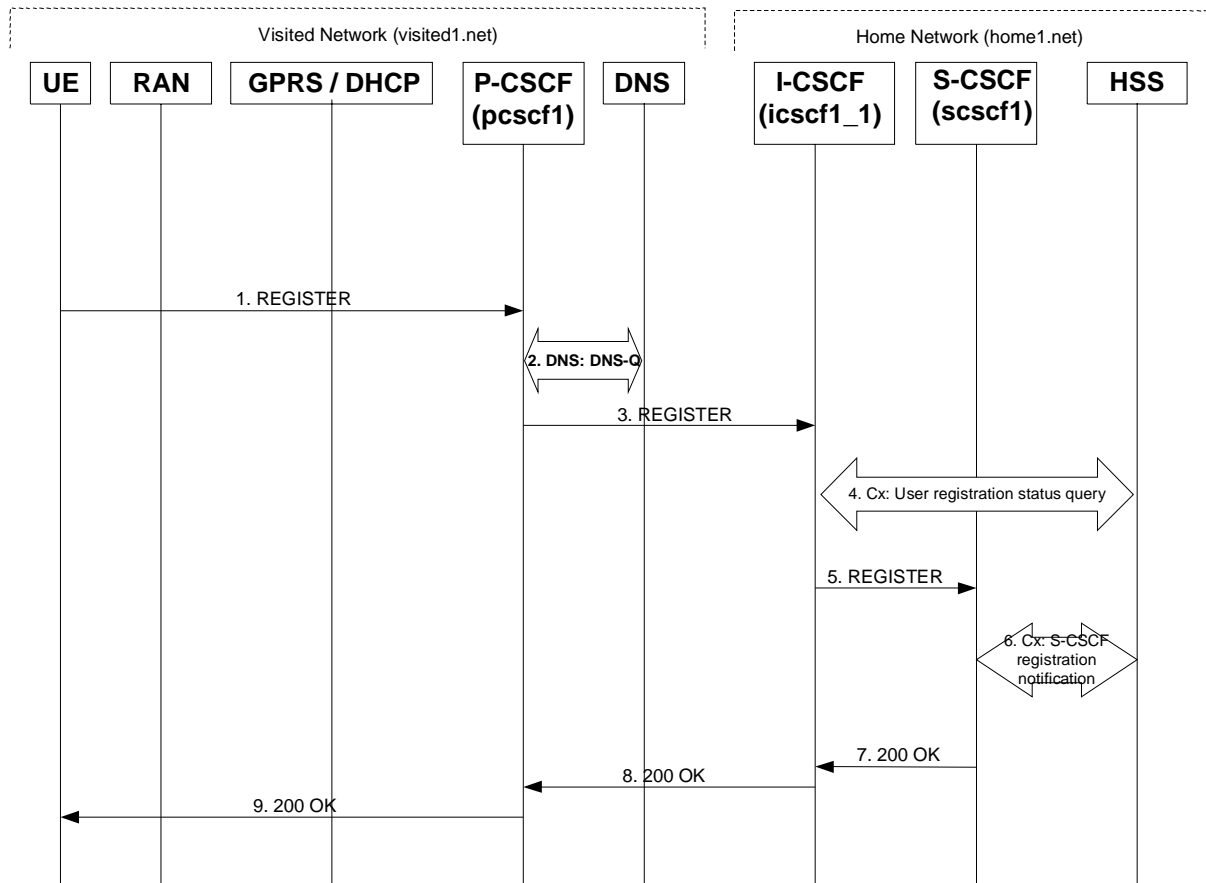 Visited Network (visited1.net)
Home Network (home1.net)
UE
RAN
GPRS / DHCP
P-CSCF
(pcscf1)
DNS
I-CSCF
(icscf1_1)
S-CSCF
(scscf1)
HSS
1. REGISTER
2. DNS: DNS-Q
3. REGISTER
4. Cx: User registration status query
5. REGISTER
6. Cx: S-CSCF
registration
notification
7. 200 OK
8. 200 OK
9. 200 OK